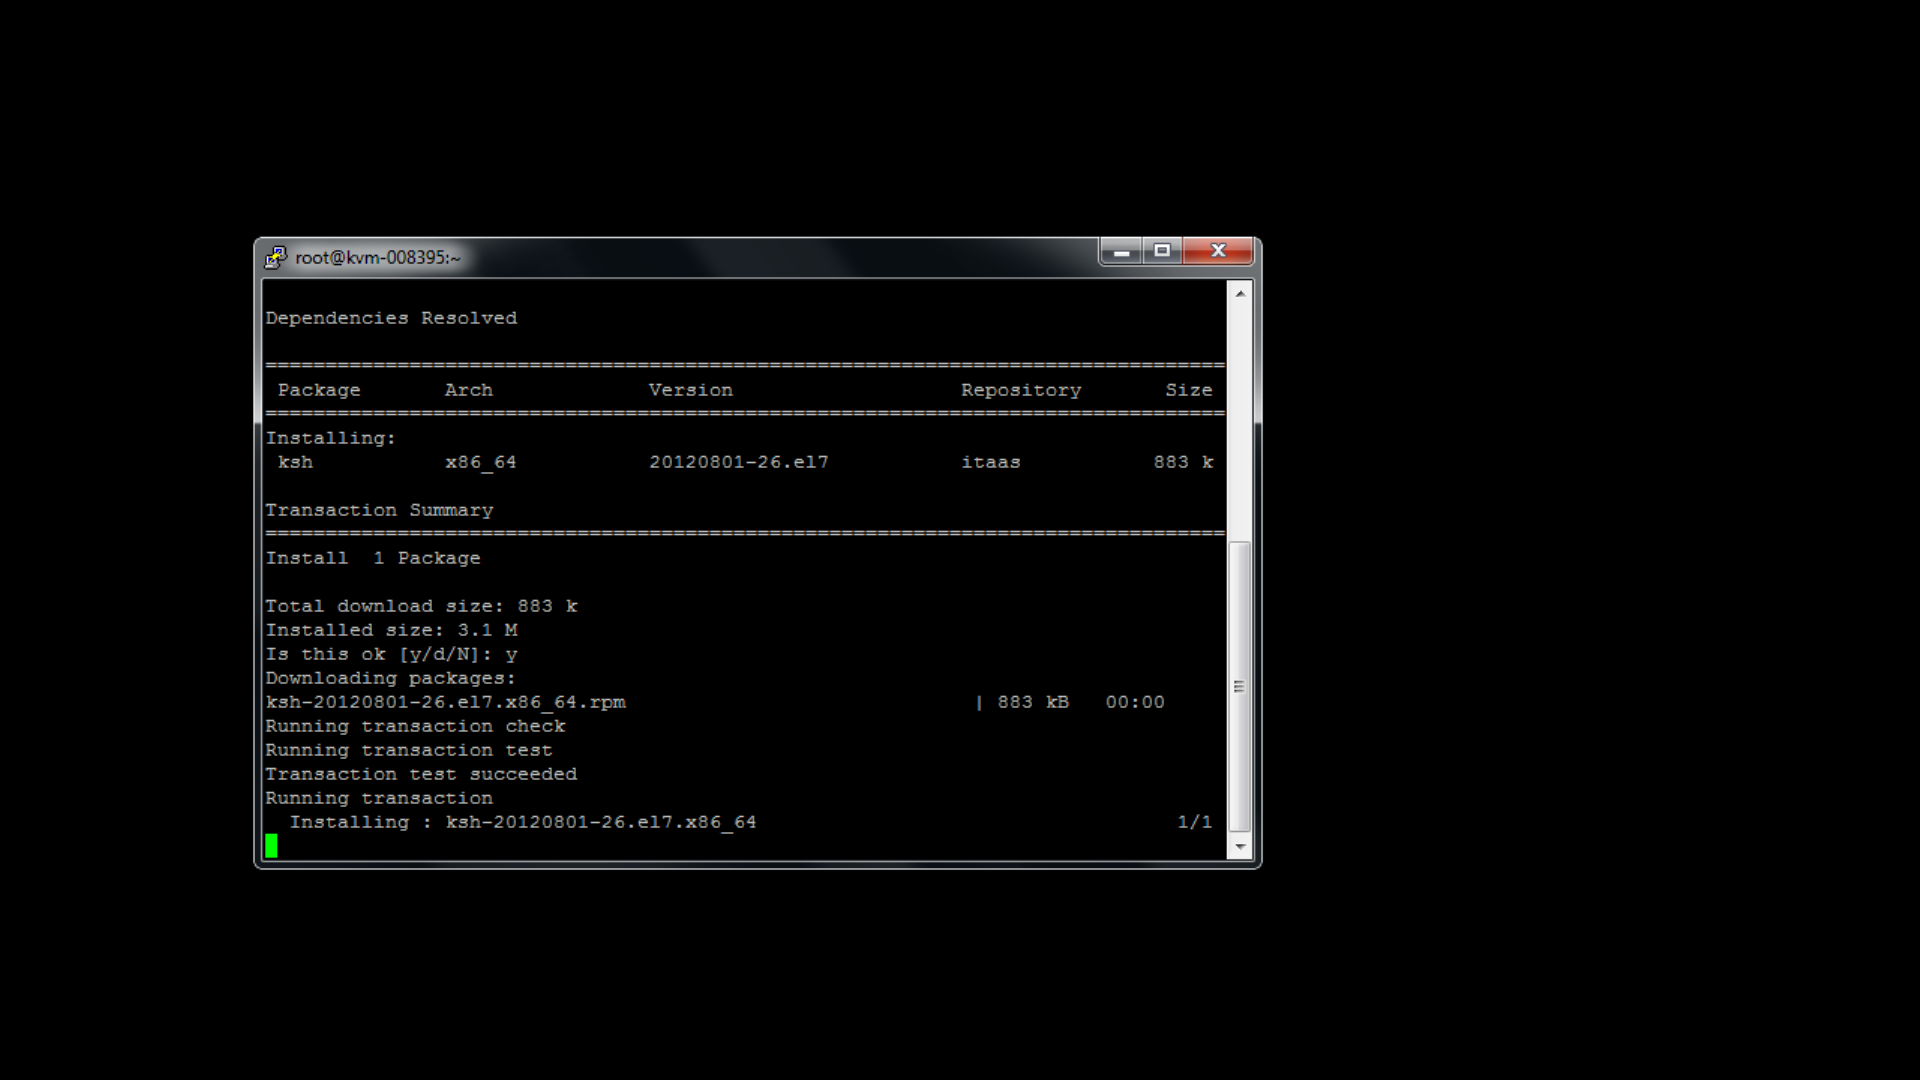 root@kvm-008395:~
Dependencies Resolved
================================================================================
Package Arch Version Repository Size
================================================================================
Installing:
ksh x86_64 20120801-26.el7 itaas 883 k
Transaction Summary
================================================================================
Install 1 Package
Total download size: 883 k
Installed size: 3.1 M
Is this ok [y/d/N]: y
Downloading packages:
ksh-20120801-26.el7.x86_64.rpm | 883 kB 00:00
Running transaction check
Running transaction test
Transaction test succeeded
Running transaction
Installing : ksh-20120801-26.el7.x86_64 1/1